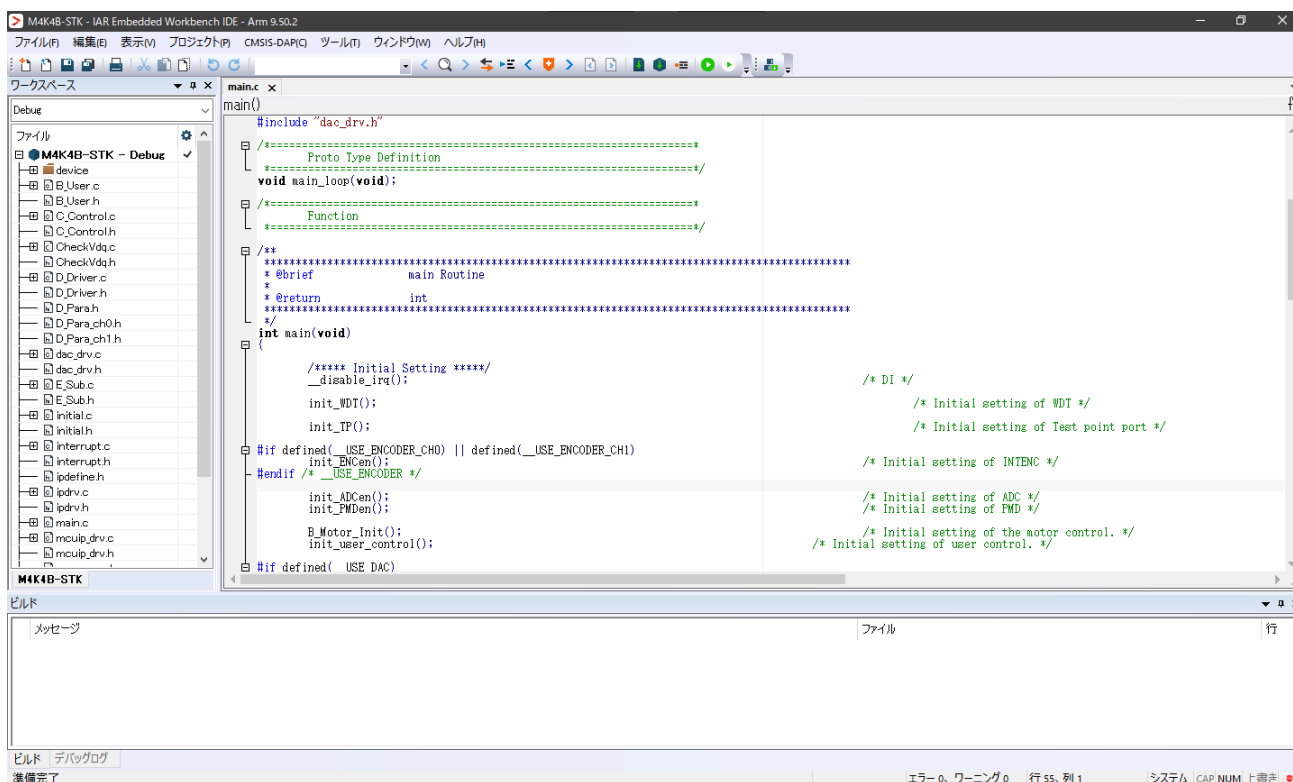 M4K4B-STK - IAR Embedded Workbench IDE - Arm 9.50.2
ファイル(F) 編集(E) 表示(V) プロジェクト(P) CMSIS-DAP(C) ツール(T) ウィンドウ(W) ヘルプ(H)
ワークスペース
Debug
ファイル
M4K4B-STK - Debug
device
B_User.c
B_User.h
C_Control.c
C_Control.h
CheckVdq.c
CheckVdq.h
D_Driver.c
D_Driver.h
D_Para.h
D_Para_ch0.h
D_Para_ch1.h
dac_drv.c
dac_drv.h
E_Sub.c
E_Sub.h
initial.c
initial.h
interrupt.c
interrupt.h
ipdefine.h
ipdrv.c
ipdrv.h
main.c
mcuip_drv.c
mcuip_drv.h
M4K4B-STK
main.c
main()
#include "dac_drv.h"
/*===================================================================*
Proto Type Definition
*===================================================================*/
void main_loop(void);
/*===================================================================*
Function
*===================================================================*/
/**
*********************************************************************************************
* @brief main Routine
*
* @return int
*********************************************************************************************
*/
int main(void)
{
/***** Initial Setting *****/
__disable_irq(); /* DI */
init_WDT(); /* Initial setting of WDT */
init_TP(); /* Initial setting of Test point port */
#if defined(__USE_ENCODER_CH0) || defined(__USE_ENCODER_CH1)
init_ENCen(); /* Initial setting of INTENC */
#endif /* __USE_ENCODER */
init_ADCen(); /* Initial setting of ADC */
init_PMDen(); /* Initial setting of PMD */
B_Motor_Init(); /* Initial setting of the motor control. */
init_user_control(); /* Initial setting of user control. */
#if defined(__USE_DAC)
ビルド
メッセージ ファイル 行
ビルド デバッグログ
準備完了 エラー 0、ワーニング 0 行 55、列 1 システム CAP NUM 上書き